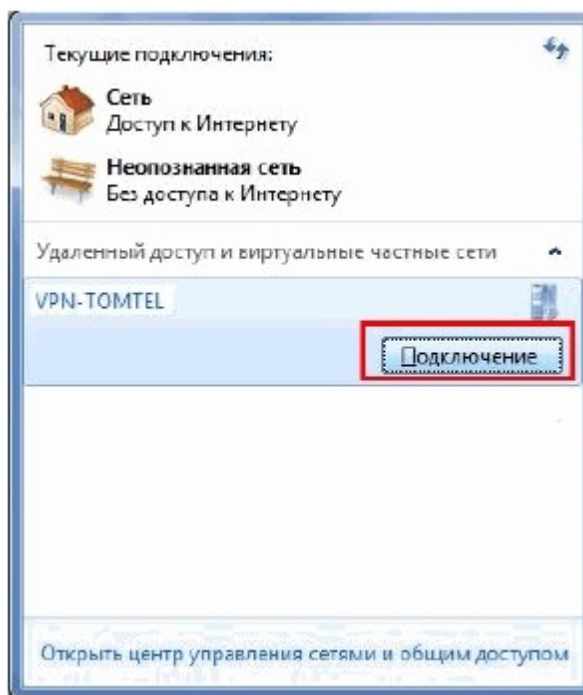 Текущие подключения:
Сеть
Доступ к Интернету
Неопознанная сеть
Без доступа к Интернету
Удаленный доступ и виртуальные частные сети
VPN-TOMTEL
Подключение
Открыть центр управления сетями и общим доступом